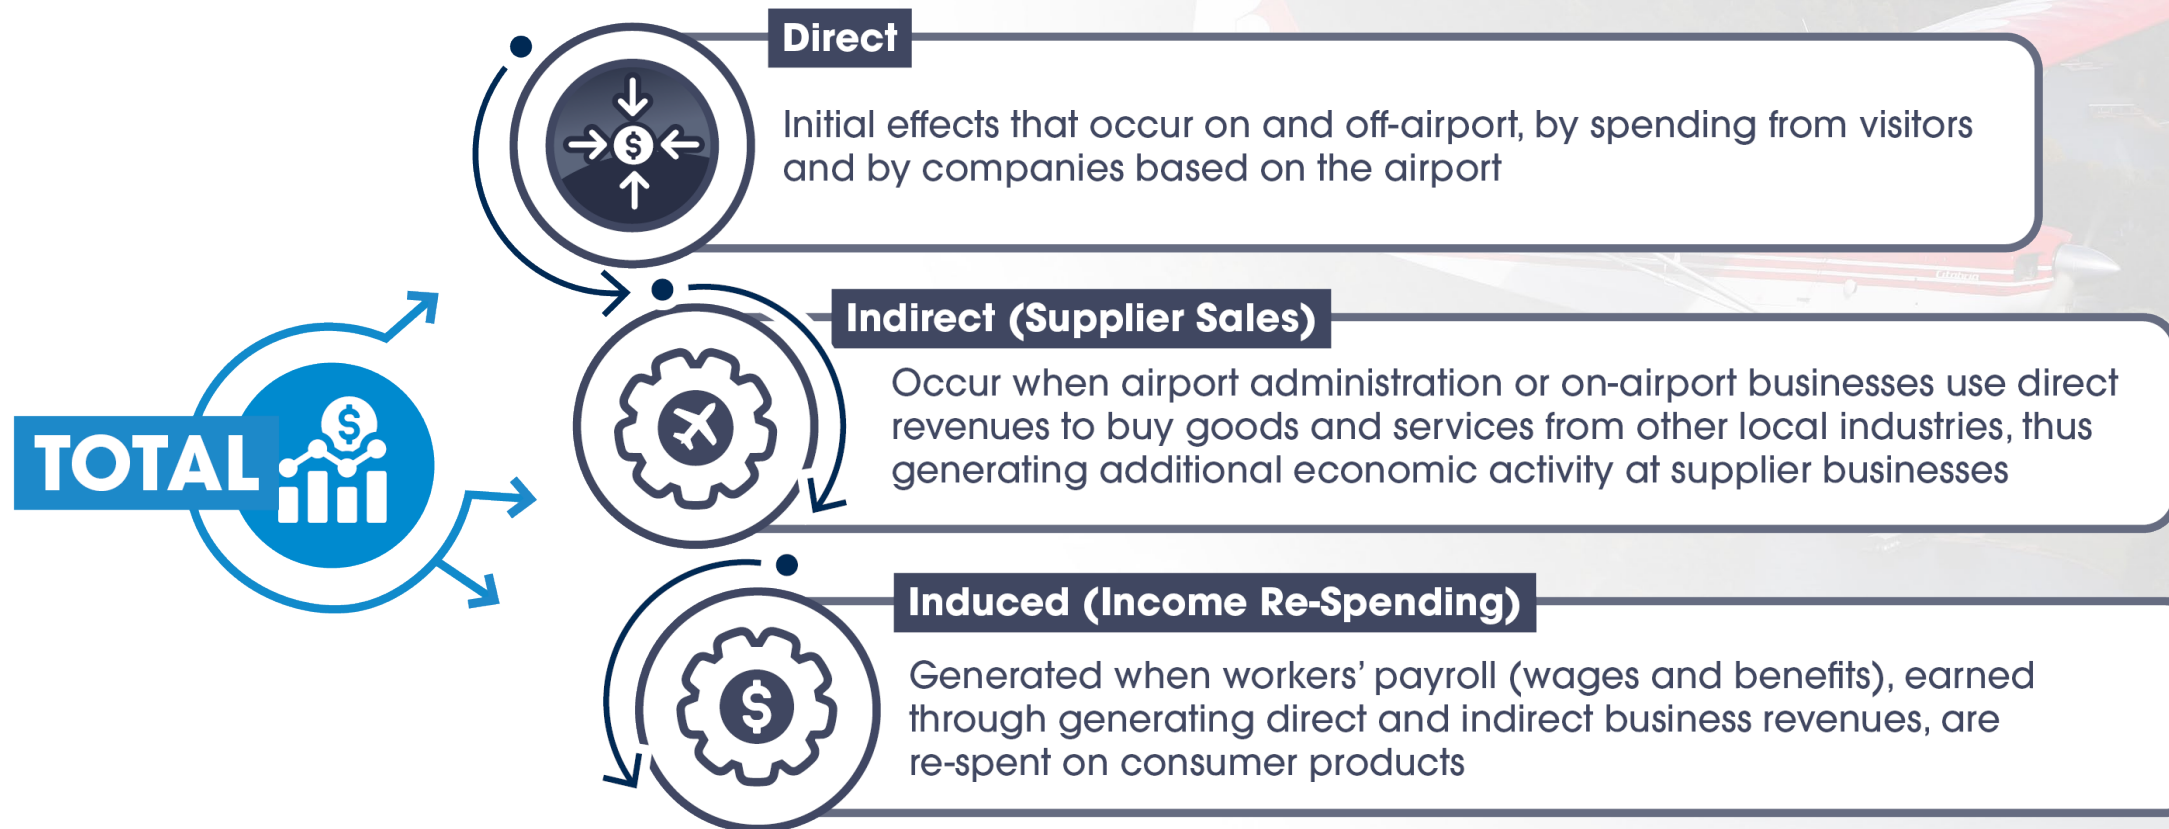 Direct
Initial effects that occur on and off-airport, by spending from visitors
and by companies based on the airport
Indirect (Supplier Sales)
Occur when airport administration or on-airport businesses use direct
revenues to buy goods and services from other local industries, thus
generating additional economic activity at supplier businesses
TOTAL
Induced (Income Re-Spending)
Generated when workers’ payroll (wages and benefits), earned
through generating direct and indirect business revenues, are
re-spent on consumer products
$
$
$
Citabria